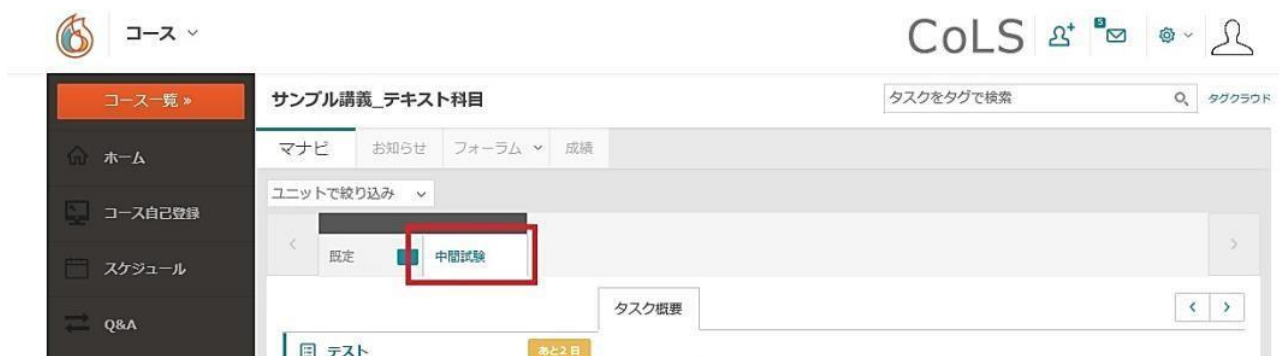 コース
CoLS
5
コース一覧 »
サンプル講義_テキスト科目
タスクをタグで検索
タグクラウド
ホーム
マナビ
お知らせ
フォーラム
成績
ユニットで絞り込み
コース自己登録
既定
中間試験
スケジュール
タスク概要
Q&A
テスト
あと2日